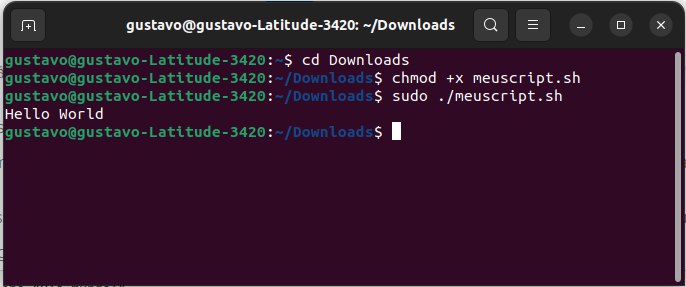 gustavo@gustavo-Latitude-3420: ~/Downloads
gustavo@gustavo-Latitude-3420:~$ cd Downloads
gustavo@gustavo-Latitude-3420:~/Downloads$ chmod +x meuscript.sh
gustavo@gustavo-Latitude-3420:~/Downloads$ sudo ./meuscript.sh
Hello World
gustavo@gustavo-Latitude-3420:~/Downloads$